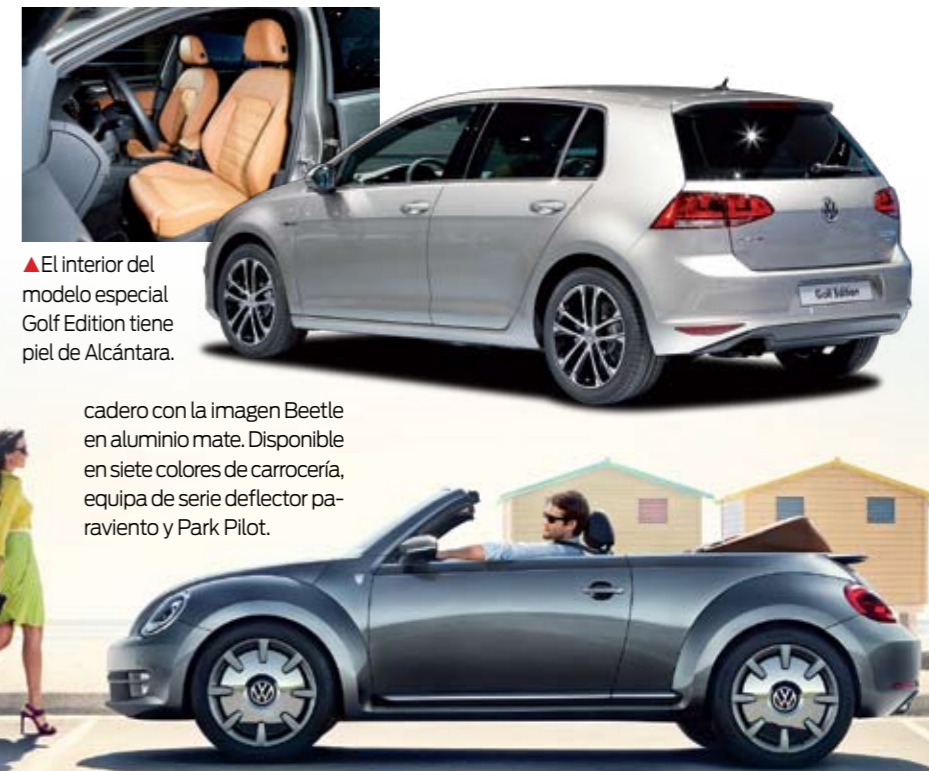 ▲El interior del
modelo especial
Golf Edition tiene
piel de Alcántara.
Golf Edition
cadero con la imagen Beetle
en aluminio mate. Disponible
en siete colores de carrocería,
equipa de serie deflector pa-
raviento y Park Pilot.